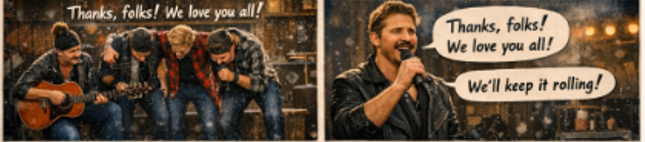 Thanks, folks! We love you all!
Thanks, folks!
We love you all!
We'll keep it rolling!